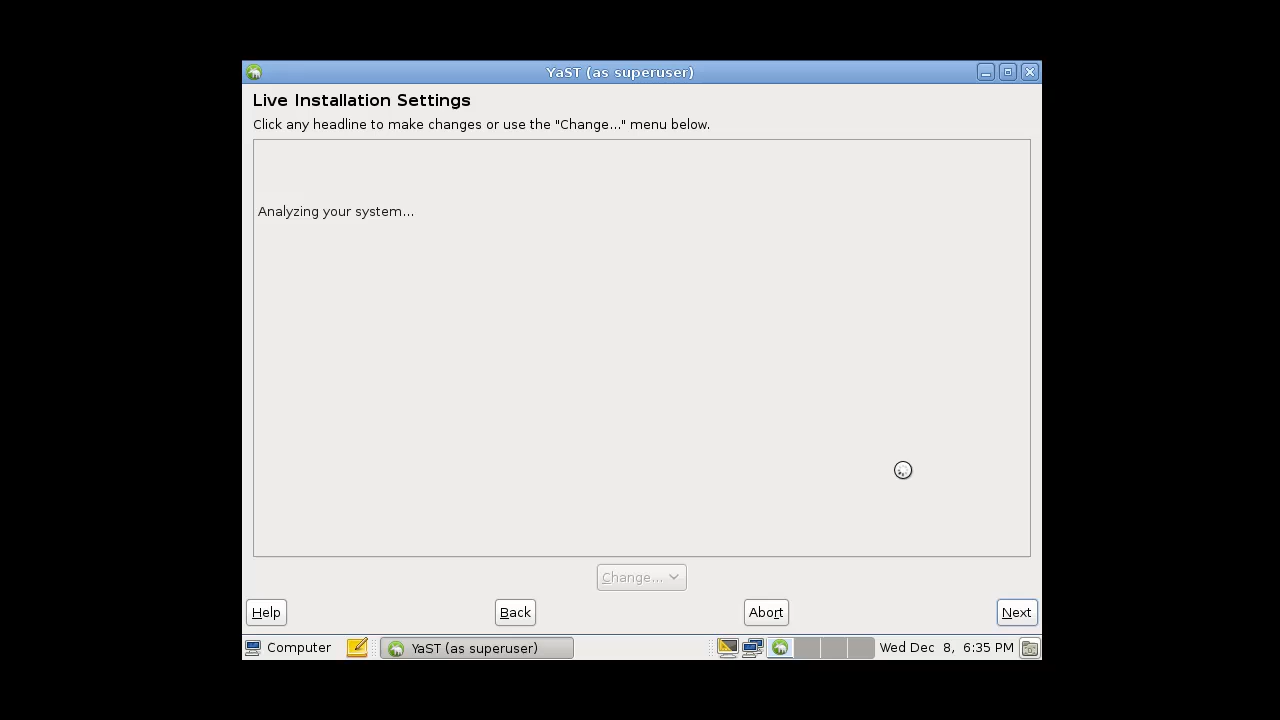 YaST (as superuser)
Live Installation Settings
Click any headline to make changes or use the "Change..." menu below.
Analyzing your system...
Change...
Help
Back
Abort
Next
Computer
YaST (as superuser)
Wed Dec  8,  6:35 PM